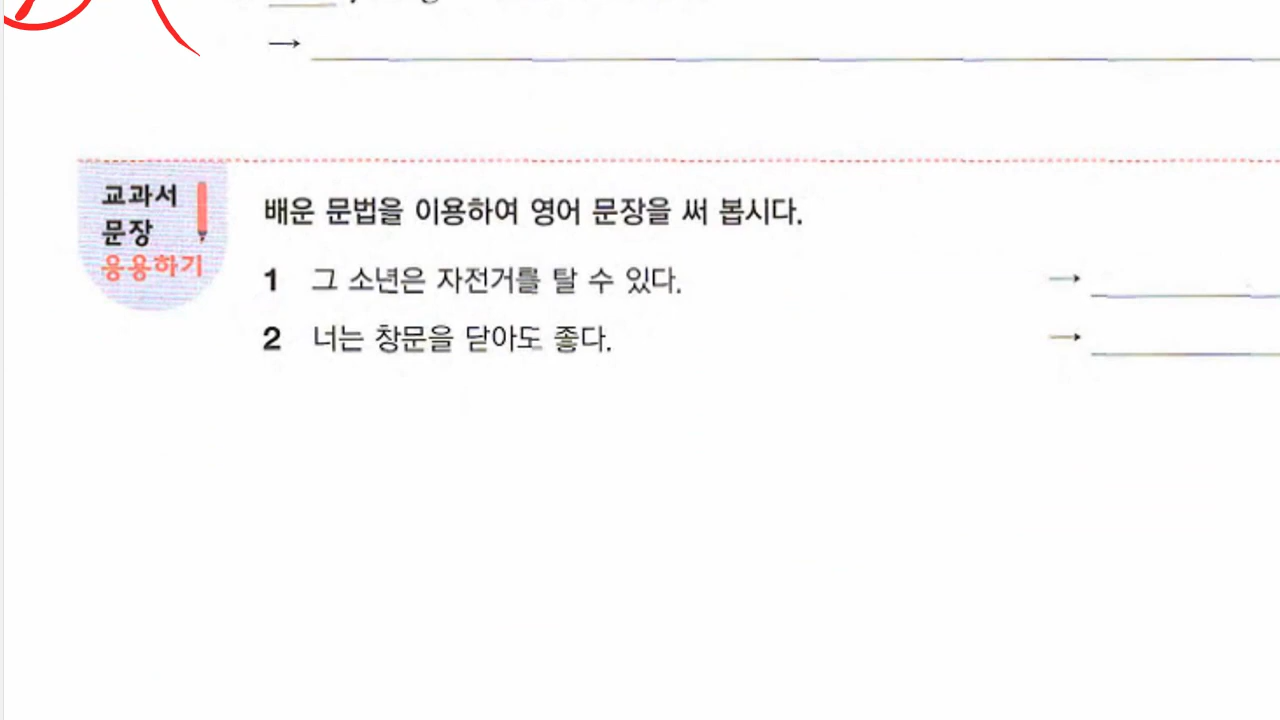 →
교과서
문장
응용하기
배운 문법을 이용하여 영어 문장을 써 봅시다.
1 그 소년은 자전거를 탈 수 있다. →
2 너는 창문을 닫아도 좋다. →